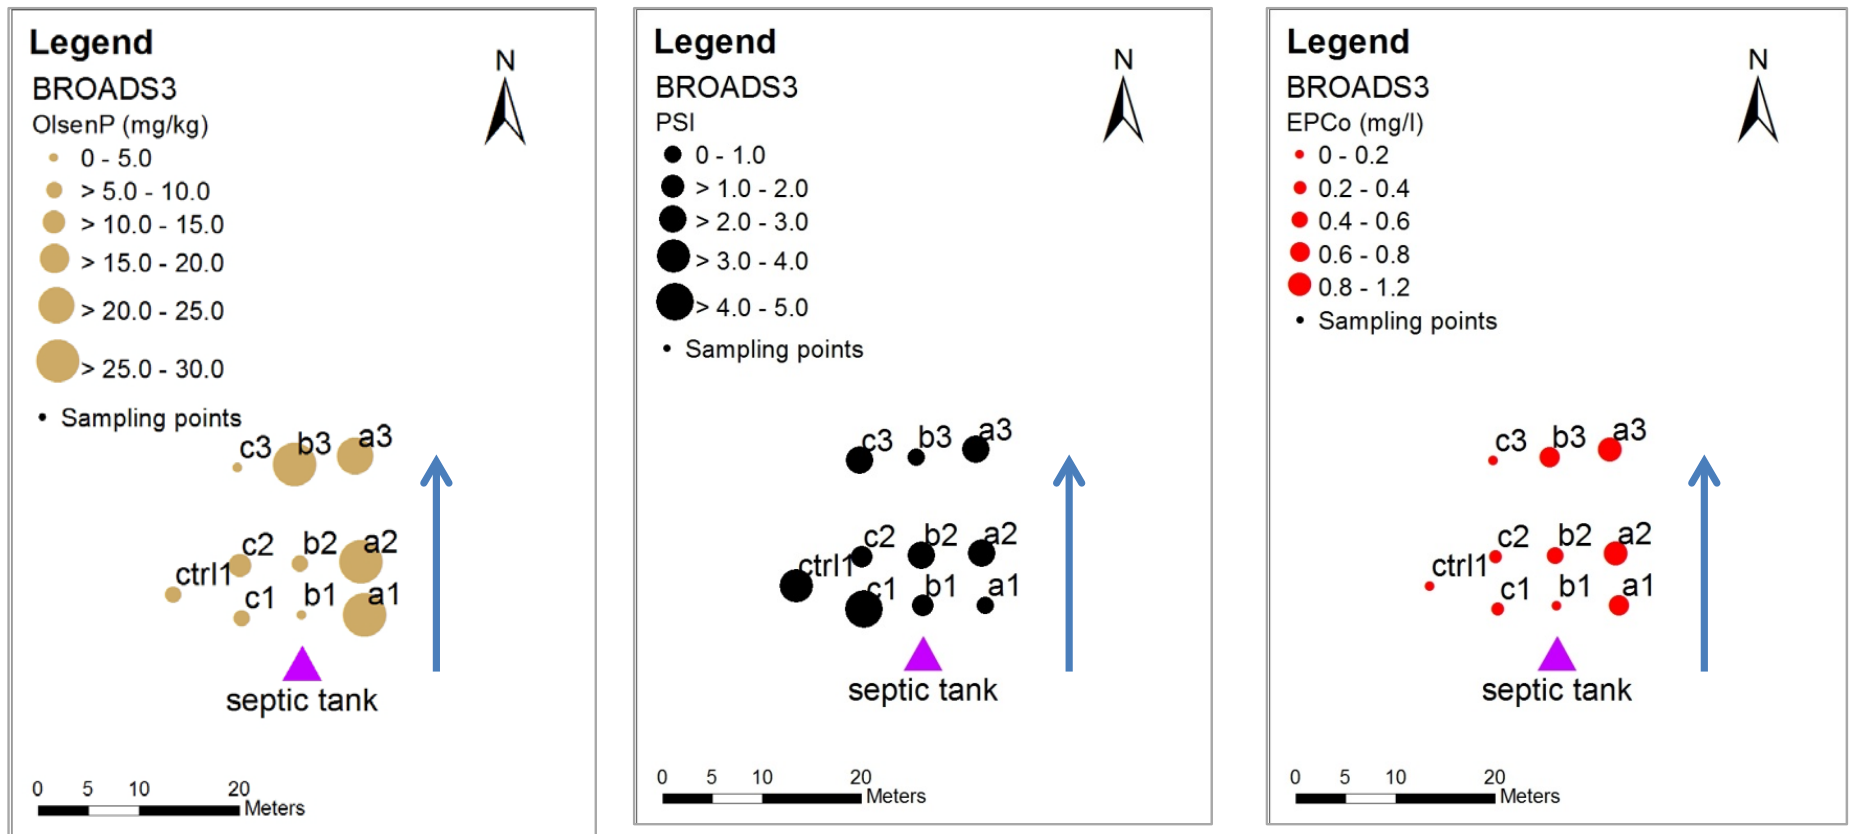 Legend
N
BROADS3
OlsenP (mg/kg)
0 - 5.0
> 5.0 - 10.0
> 10.0 - 15.0
> 15.0 - 20.0
> 20.0 - 25.0
> 25.0 - 30.0
Sampling points
c3 b3 a3
c2 b2 a2
ctrl1
c1 b1 a1
septic tank
0 5 10 20
Meters
Legend
N
BROADS3
PSI
0 - 1.0
> 1.0 - 2.0
> 2.0 - 3.0
> 3.0 - 4.0
> 4.0 - 5.0
Sampling points
c3 b3 a3
c2 b2 a2
ctrl1
c1 b1 a1
septic tank
0 5 10 20
Meters
Legend
N
BROADS3
EPCo (mg/l)
0 - 0.2
0.2 - 0.4
0.4 - 0.6
0.6 - 0.8
0.8 - 1.2
Sampling points
c3 b3 a3
c2 b2 a2
ctrl1
c1 b1 a1
septic tank
0 5 10 20
Meters